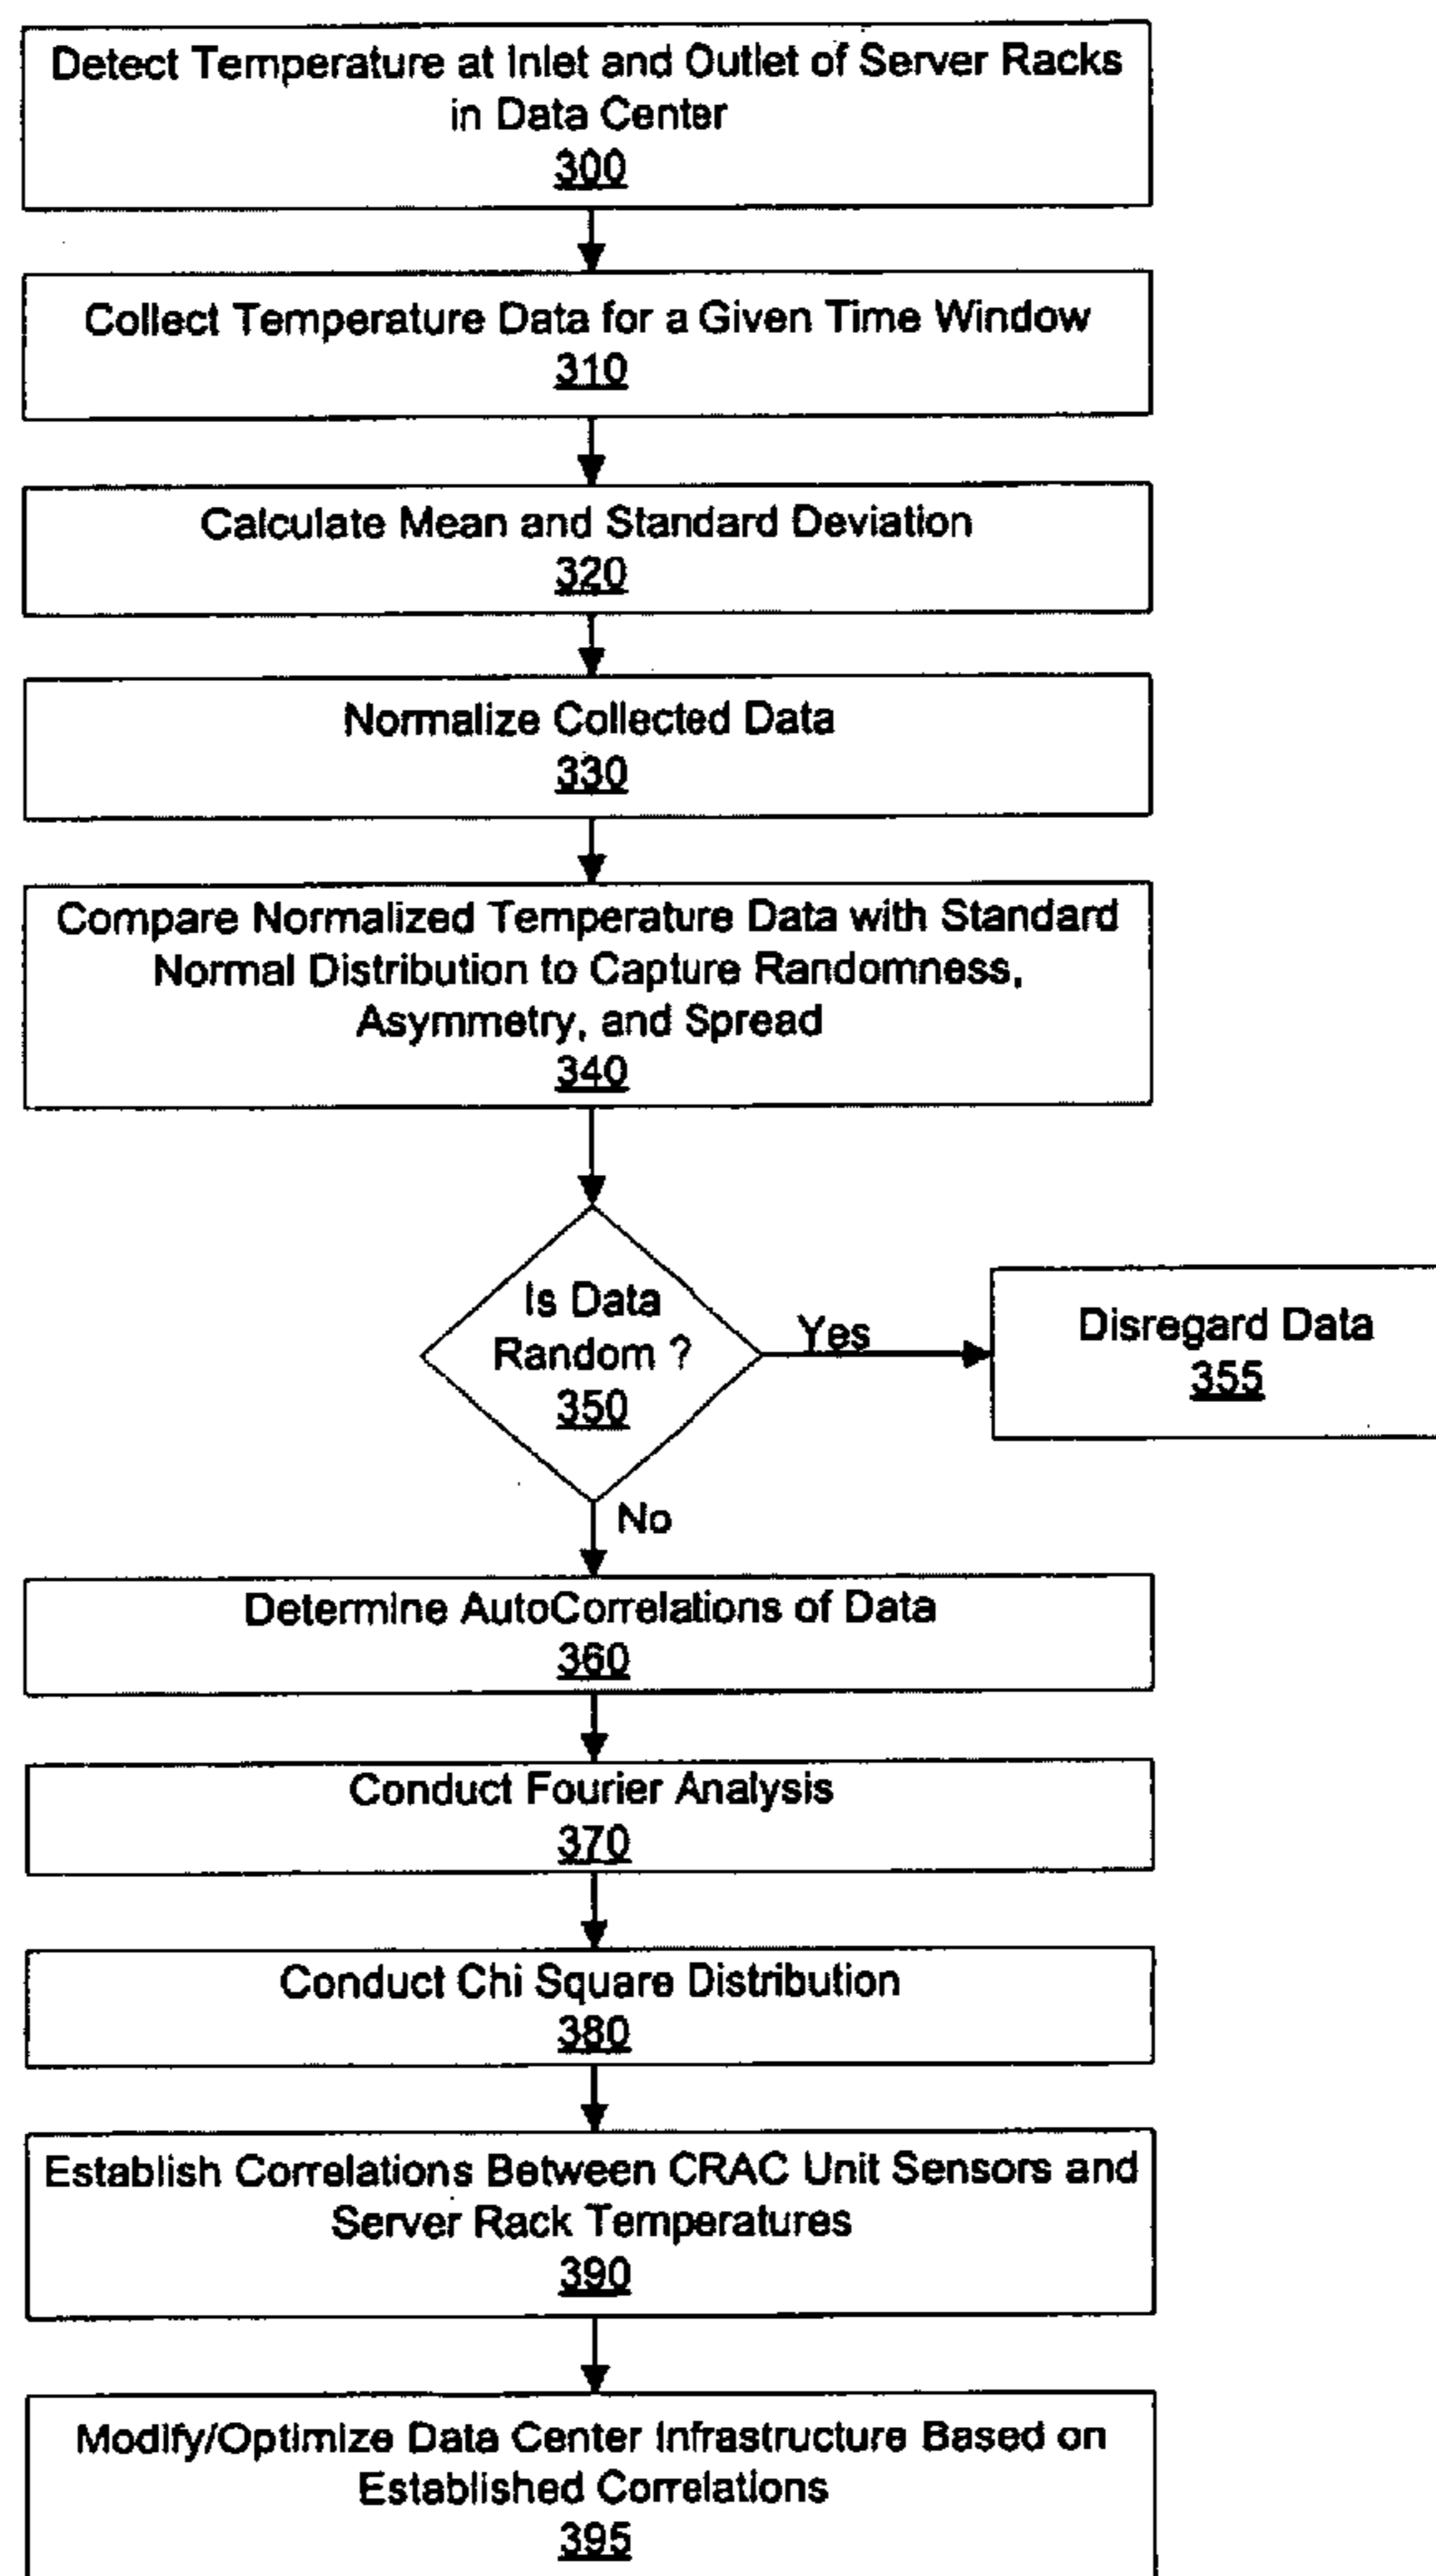 Detect Temperature at Inlet and Outlet of Server Racks
in Data Center
300
Collect Temperature Data for a Given Time Window
310
Calculate Mean and Standard Deviation
320
Normalize Collected Data
330
Compare Normalized Temperature Data with Standard
Normal Distribution to Capture Randomness,
Asymmetry, and Spread
340
Is Data
Random ?
350
Yes
Disregard Data
355
No
Determine AutoCorrelations of Data
360
Conduct Fourier Analysis
370
Conduct Chi Square Distribution
380
Establish Correlations Between CRAC Unit Sensors and
Server Rack Temperatures
390
Modify/Optimize Data Center Infrastructure Based on
Established Correlations
395